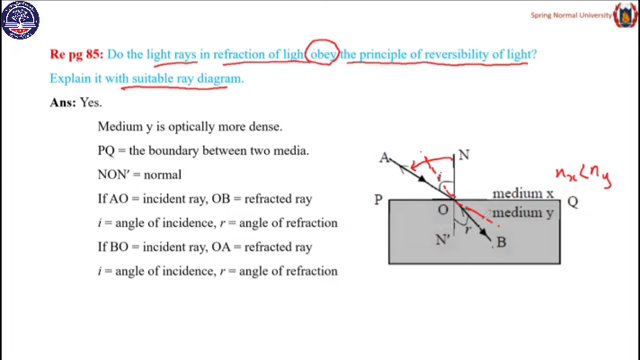 Spring Normal University
Re pg 85: Do the light rays in refraction of ligh obey the principle of reversibility of light?
Explain it with suitable ray diagram.
Ans: Yes.
Medium y is optically more dense.
PQ = the boundary between two media.
NON′ = normal
If AO = incident ray, OB = refracted ray
i = angle of incidence, r = angle of refraction
If BO = incident ray, OA = refracted ray
i = angle of incidence, r = angle of refraction
A
N
nx < ny
i
medium x
P
Q
O
medium y
r
N′
B